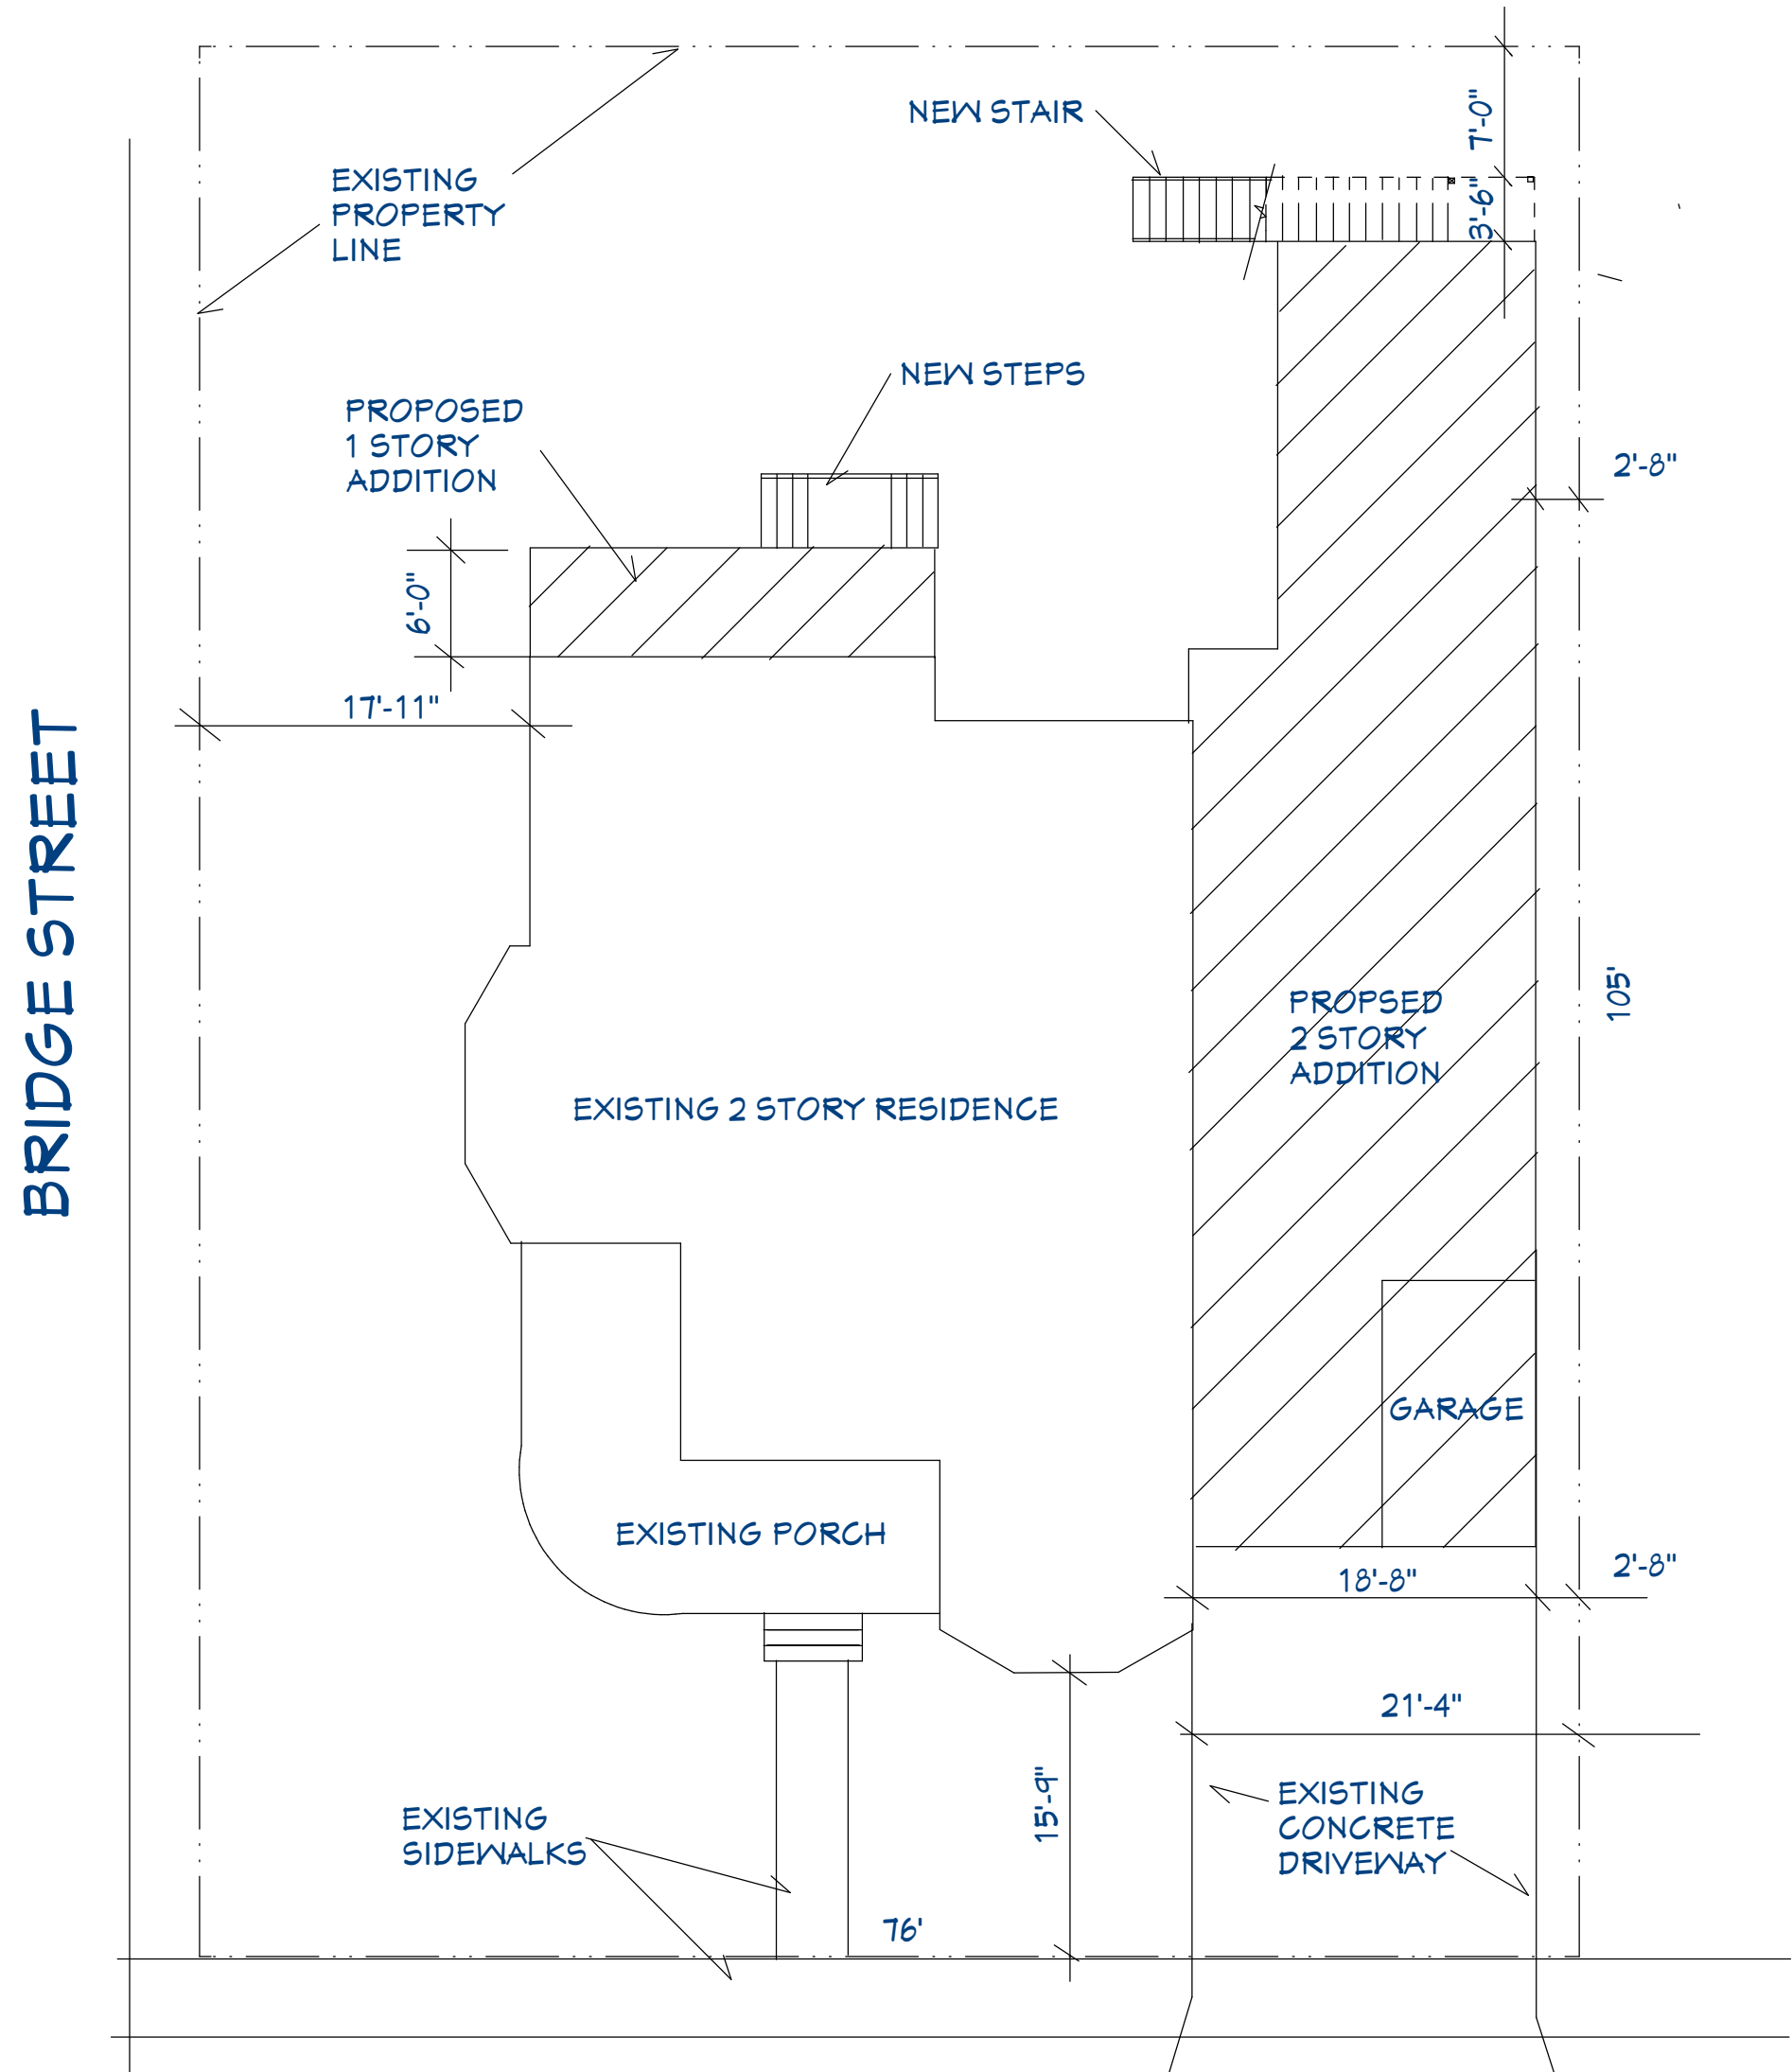 NEW STAIR
7'-0"
EXISTING
PROPERTY
LINE
3'-6"
NEW STEPS
PROPOSED
1 STORY
ADDITION
2'-8"
6'-0"
17'-11"
BRIDGE STREET
105'
PROPSED
2 STORY
ADDITION
EXISTING 2 STORY RESIDENCE
GARAGE
EXISTING PORCH
18'-8"
2'-8"
21'-4"
15'-9"
EXISTING
CONCRETE
DRIVEWAY
EXISTING
SIDEWALKS
76'